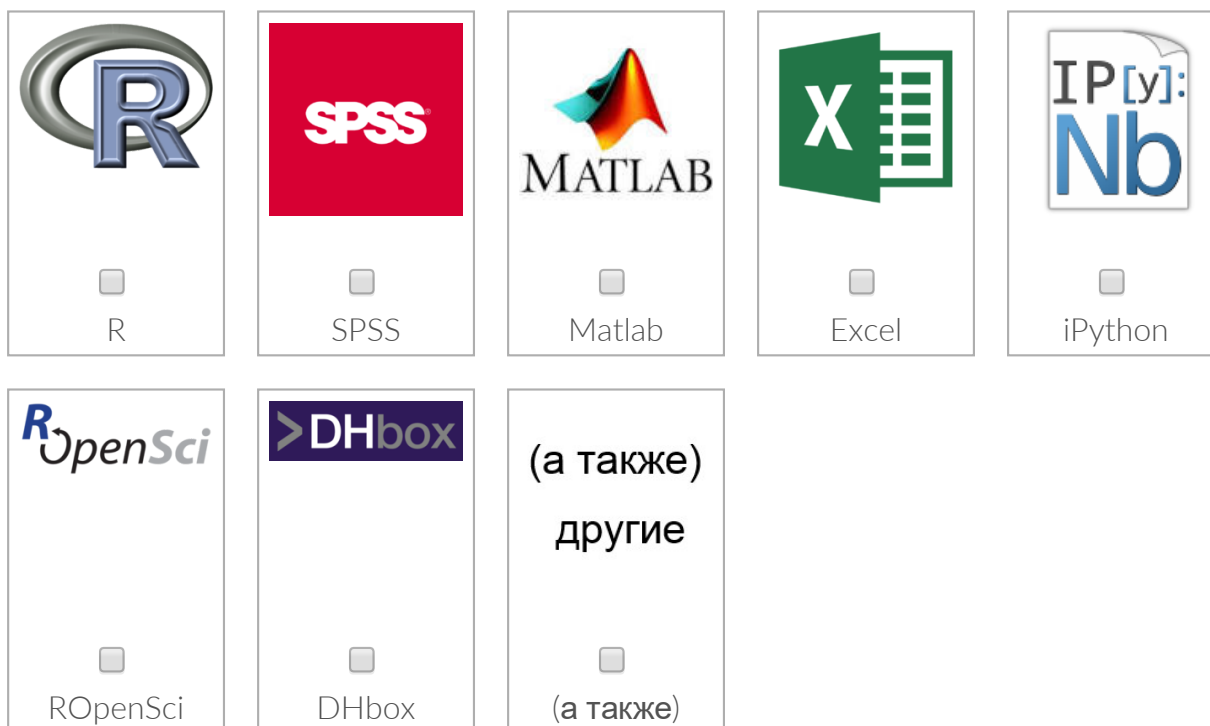 R
SPSS
MATLAB
X
IP[y]:
Nb
R
SPSS
Matlab
Excel
iPython
ROpenSci
>DHbox
(а также)
другие
ROpenSci
DHbox
(а также)